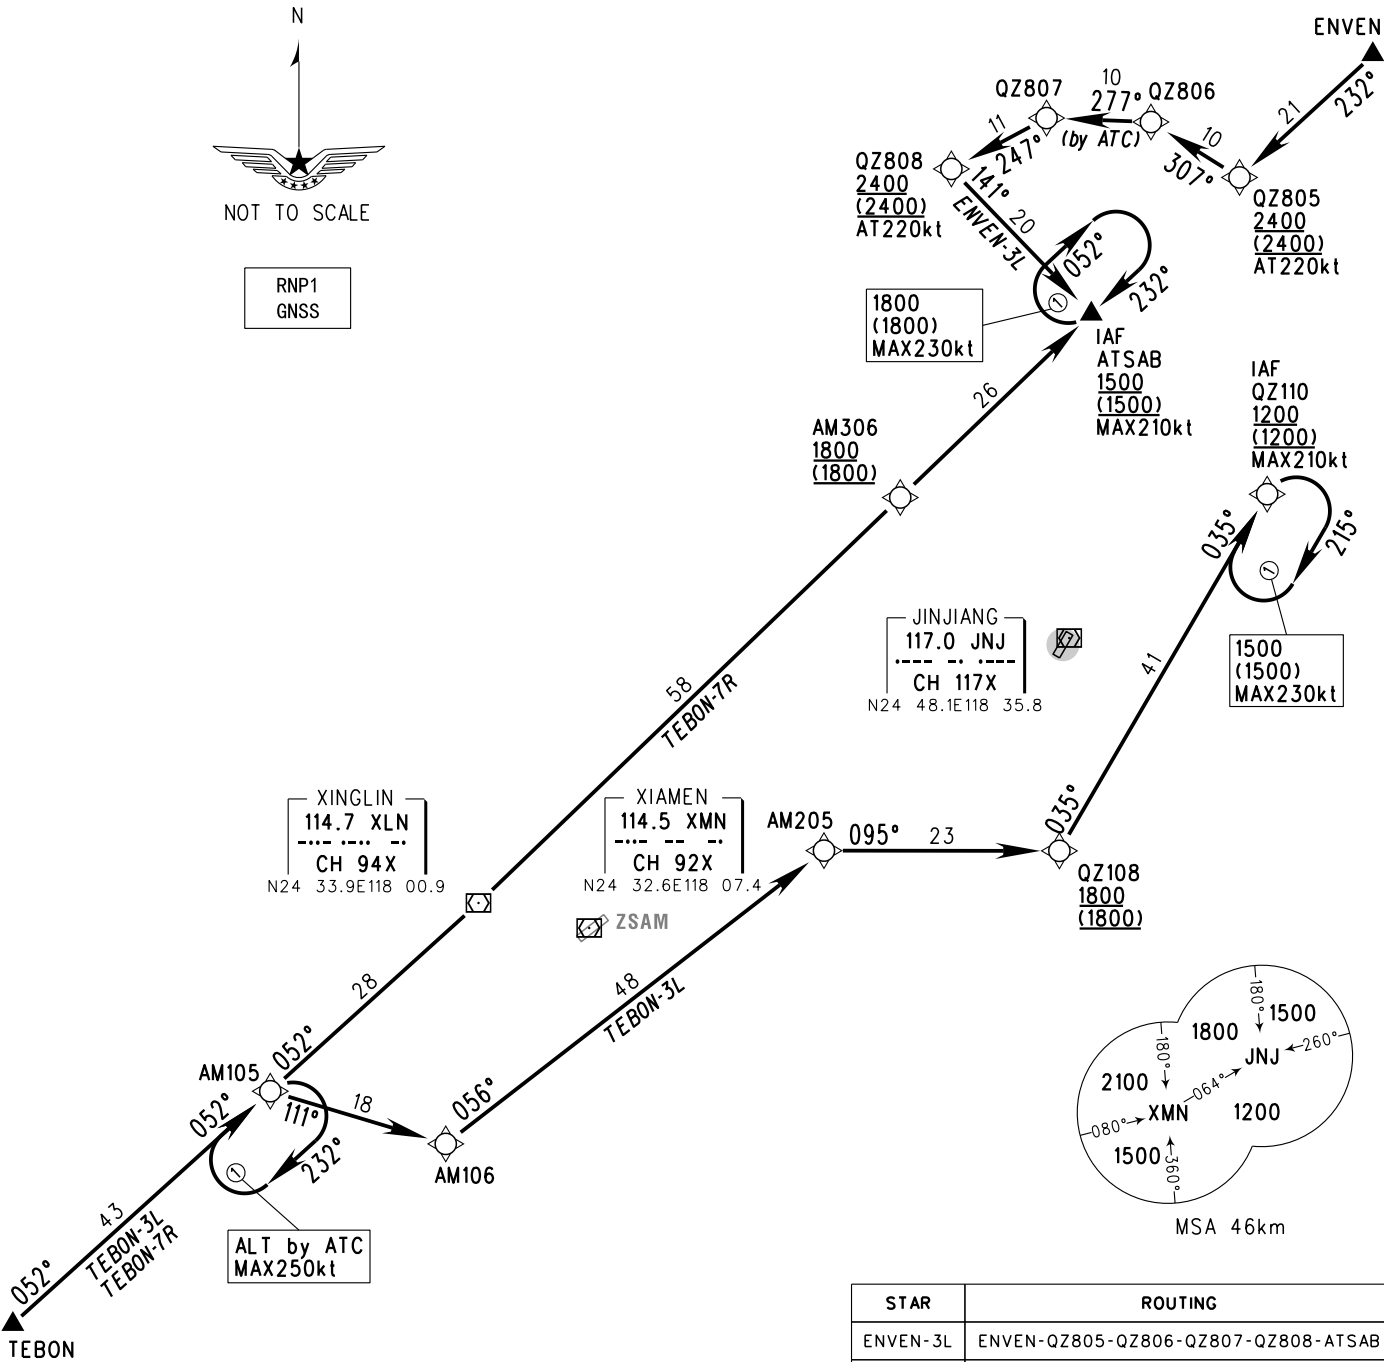 N
NOT TO SCALE
RNP1
GNSS
ENVEN
232°
21
QZ805
2400
(2400)
AT220kt
10
307°
QZ806
10
277°
(by ATC)
QZ807
11
247°
QZ808
2400
(2400)
AT220kt
141°
20
ENVEN-3L
052°
232°
1
1800
(1800)
MAX230kt
IAF
ATSAB
1500
(1500)
MAX210kt
26
AM306
1800
(1800)
IAF
QZ110
1200
(1200)
MAX210kt
035°
215°
1
1500
(1500)
MAX230kt
41
JINJIANG
117.0 JNJ
CH 117X
N24 48.1E118 35.8
58
TEBON-7R
XINGLIN
114.7 XLN
CH 94X
N24 33.9E118 00.9
XIAMEN
114.5 XMN
CH 92X
N24 32.6E118 07.4
ZSAM
AM205
095°
23
035°
QZ108
1800
(1800)
28
48
TEBON-3L
052°
AM105
052°
111°
18
232°
056°
AM106
1
ALT by ATC
MAX250kt
43
TEBON-3L
TEBON-7R
052°
TEBON
180°
1500
1800
JNJ
260°
180°
2100
064°
XMN
1200
080°
1500
360°
MSA 46km
STAR
ROUTING
ENVEN-3L
ENVEN-QZ805-QZ806-QZ807-QZ808-ATSAB